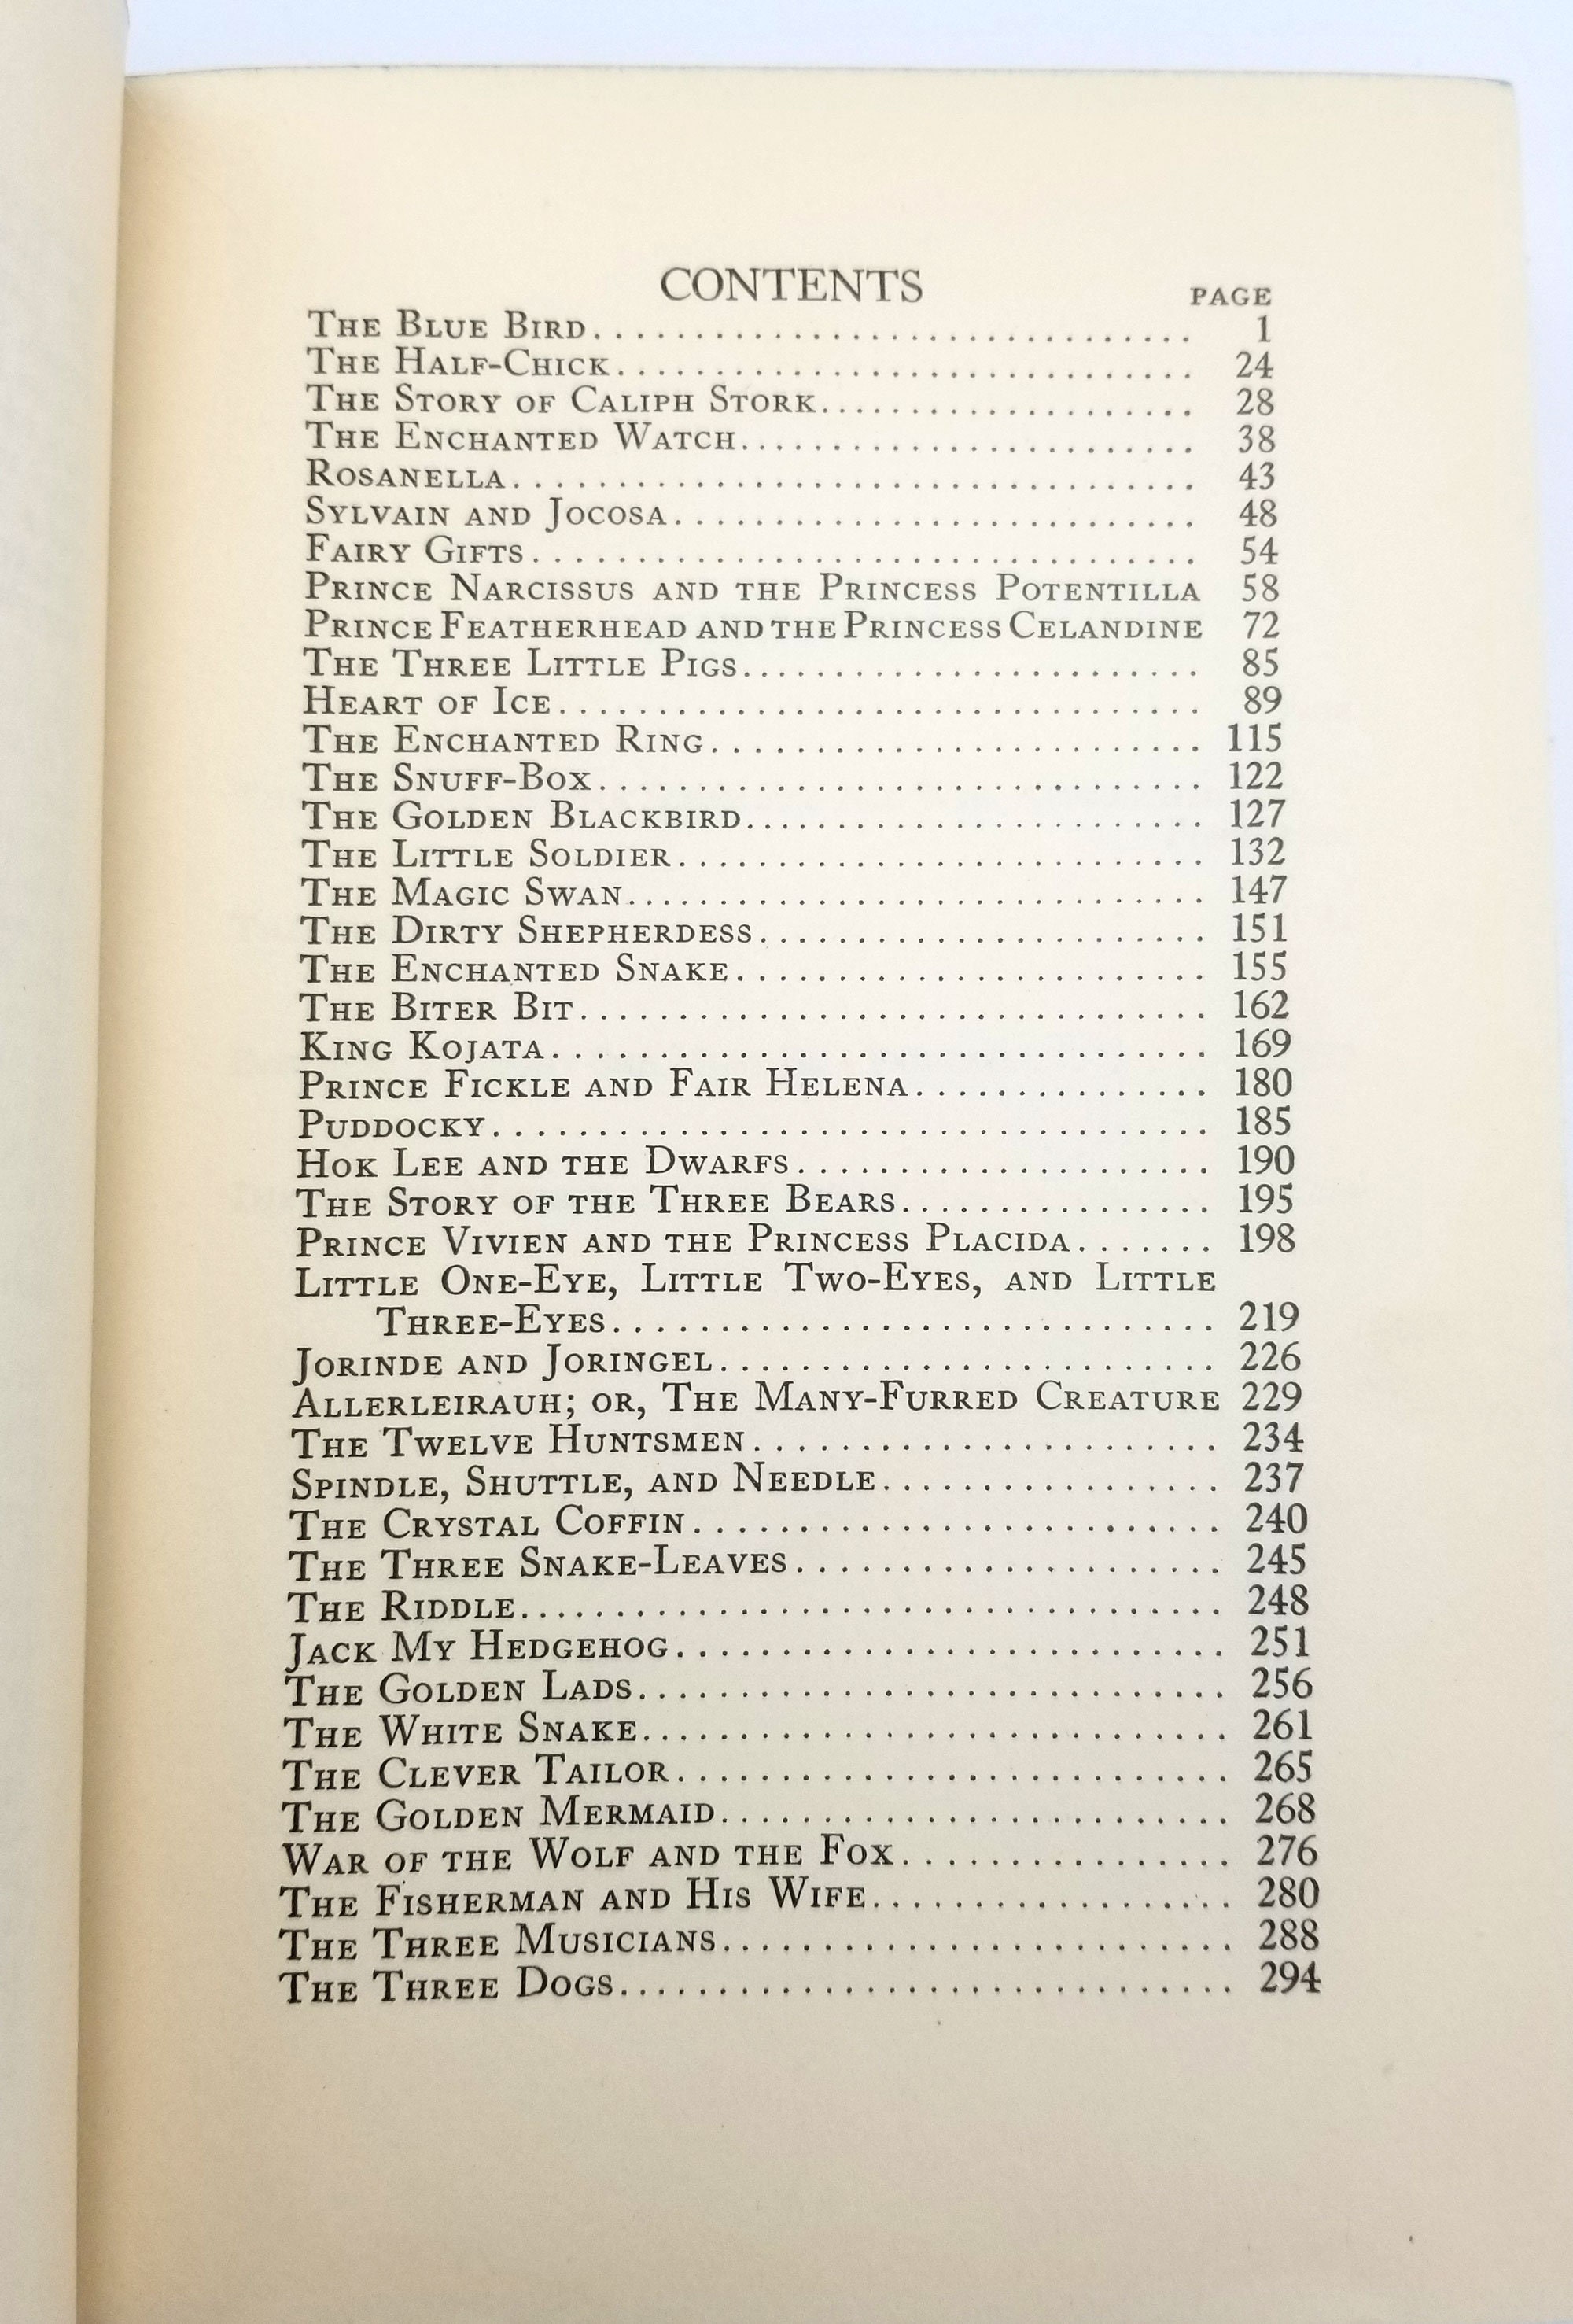 CONTENTS
PAGE
THE BLUE BIRD................................ 1
THE HALF-CHICK............................... 24
THE STORY OF CALIPH STORK.................... 28
THE ENCHANTED WATCH......................... 38
ROSANELLA.................................... 43
SYLVAIN AND JOCOSA........................... 48
FAIRY GIFTS.................................. 54
PRINCE NARCISSUS AND THE PRINCESS POTENTILLA 58
PRINCE FEATHERHEAD AND THE PRINCESS CELANDINE 72
THE THREE LITTLE PIGS........................ 85
HEART OF ICE................................. 89
THE ENCHANTED RING........................... 115
THE SNUFF-BOX................................ 122
THE GOLDEN BLACKBIRD......................... 127
THE LITTLE SOLDIER........................... 132
THE MAGIC SWAN............................... 147
THE DIRTY SHEPHERDESS........................ 151
THE ENCHANTED SNAKE.......................... 155
THE BITER BIT................................ 162
KING KOJATA.................................. 169
PRINCE FICKLE AND FAIR HELENA................ 180
PUDDOCKY..................................... 185
HOK LEE AND THE DWARFS....................... 190
THE STORY OF THE THREE BEARS................. 195
PRINCE VIVIEN AND THE PRINCESS PLACIDA....... 198
LITTLE ONE-EYE, LITTLE TWO-EYES, AND LITTLE
THREE-EYES................................ 219
JORINDE AND JORINGEL......................... 226
ALLERLEIRAUH; OR, THE MANY-FURRED CREATURE 229
THE TWELVE HUNTSMEN.......................... 234
SPINDLE, SHUTTLE, AND NEEDLE................. 237
THE CRYSTAL COFFIN........................... 240
THE THREE SNAKE-LEAVES....................... 245
THE RIDDLE................................... 248
JACK MY HEDGEHOG............................. 251
THE GOLDEN LADS.............................. 256
THE WHITE SNAKE.............................. 261
THE CLEVER TAILOR............................ 265
THE GOLDEN MERMAID........................... 268
WAR OF THE WOLF AND THE FOX.................. 276
THE FISHERMAN AND HIS WIFE................... 280
THE THREE MUSICIANS.......................... 288
THE THREE DOGS............................... 294